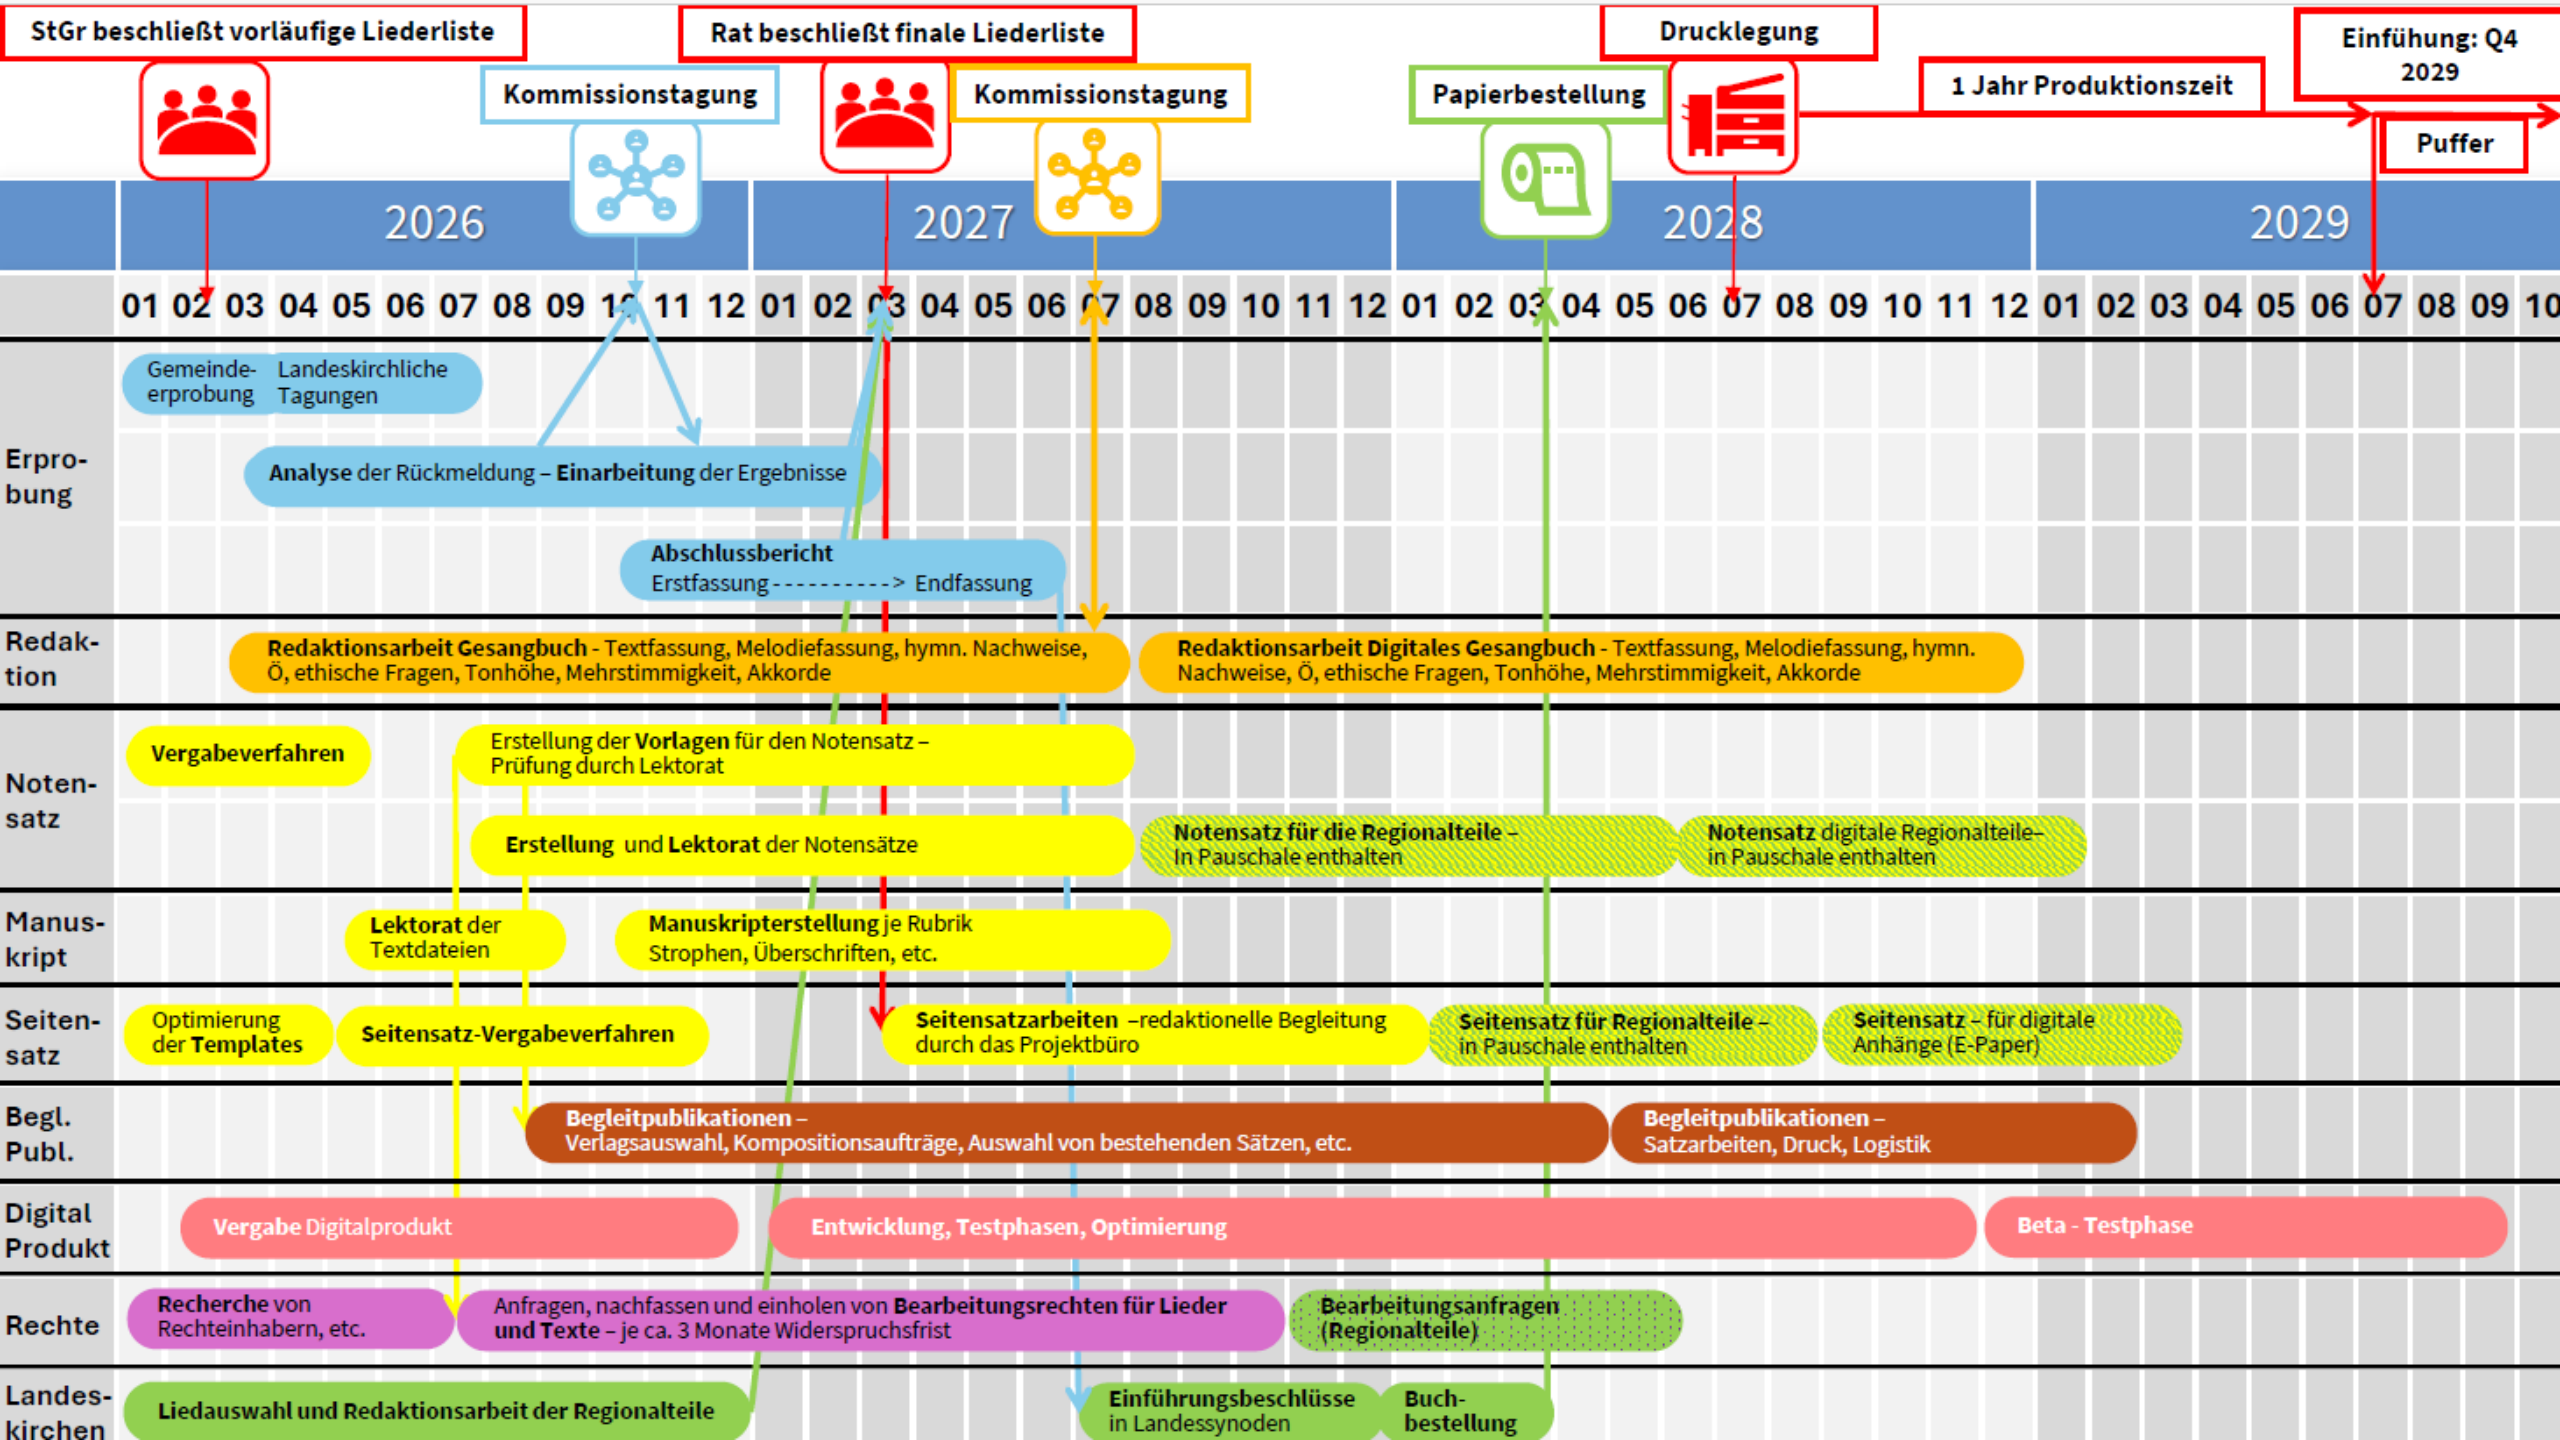 StGr beschließt vorläufige Liederliste
Rat beschließt finale Liederliste
Drucklegung
Einfühung: Q4
2029
Kommissionstagung
Kommissionstagung
Papierbestellung
1 Jahr Produktionszeit
Puffer
2026
2027
2028
2029
01 02 03 04 05 06 07 08 09 10 11 12 01 02 03 04 05 06 07 08 09 10 11 12 01 02 03 04 05 06 07 08 09 10 11 12 01 02 03 04 05 06 07 08 09 10
Erpro-
bung
Gemeinde-
erprobung
Landeskirchliche
Tagungen
Analyse der Rückmeldung – Einarbeitung der Ergebnisse
Abschlussbericht
Erstfassung - - - - - - - - - - > Endfassung
Redak-
tion
Redaktionsarbeit Gesangbuch - Textfassung, Melodiefassung, hymn. Nachweise,
Ö, ethische Fragen, Tonhöhe, Mehrstimmigkeit, Akkorde
Redaktionsarbeit Digitales Gesangbuch - Textfassung, Melodiefassung, hymn.
Nachweise, Ö, ethische Fragen, Tonhöhe, Mehrstimmigkeit, Akkorde
Noten-
satz
Vergabeverfahren
Erstellung der Vorlagen für den Notensatz –
Prüfung durch Lektorat
Erstellung und Lektorat der Notensätze
Notensatz für die Regionalteile –
In Pauschale enthalten
Notensatz digitale Regionalteile–
in Pauschale enthalten
Manus-
kript
Lektorat der
Textdateien
Manuskripterstellung je Rubrik
Strophen, Überschriften, etc.
Seiten-
satz
Optimierung
der Templates
Seitensatz-Vergabeverfahren
Seitensatzarbeiten –redaktionelle Begleitung
durch das Projektbüro
Seitensatz für Regionalteile –
in Pauschale enthalten
Seitensatz – für digitale
Anhänge (E-Paper)
Begl.
Publ.
Begleitpublikationen –
Verlagsauswahl, Kompositionsaufträge, Auswahl von bestehenden Sätzen, etc.
Begleitpublikationen –
Satzarbeiten, Druck, Logistik
Digital
Produkt
Vergabe Digitalprodukt
Entwicklung, Testphasen, Optimierung
Beta - Testphase
Rechte
Recherche von
Rechteinhabern, etc.
Anfragen, nachfassen und einholen von Bearbeitungsrechten für Lieder
und Texte – je ca. 3 Monate Widerspruchsfrist
Bearbeitungsanfragen
(Regionalteile)
Landes-
kirchen
Liedauswahl und Redaktionsarbeit der Regionalteile
Einführungsbeschlüsse
in Landessynoden
Buch-
bestellung